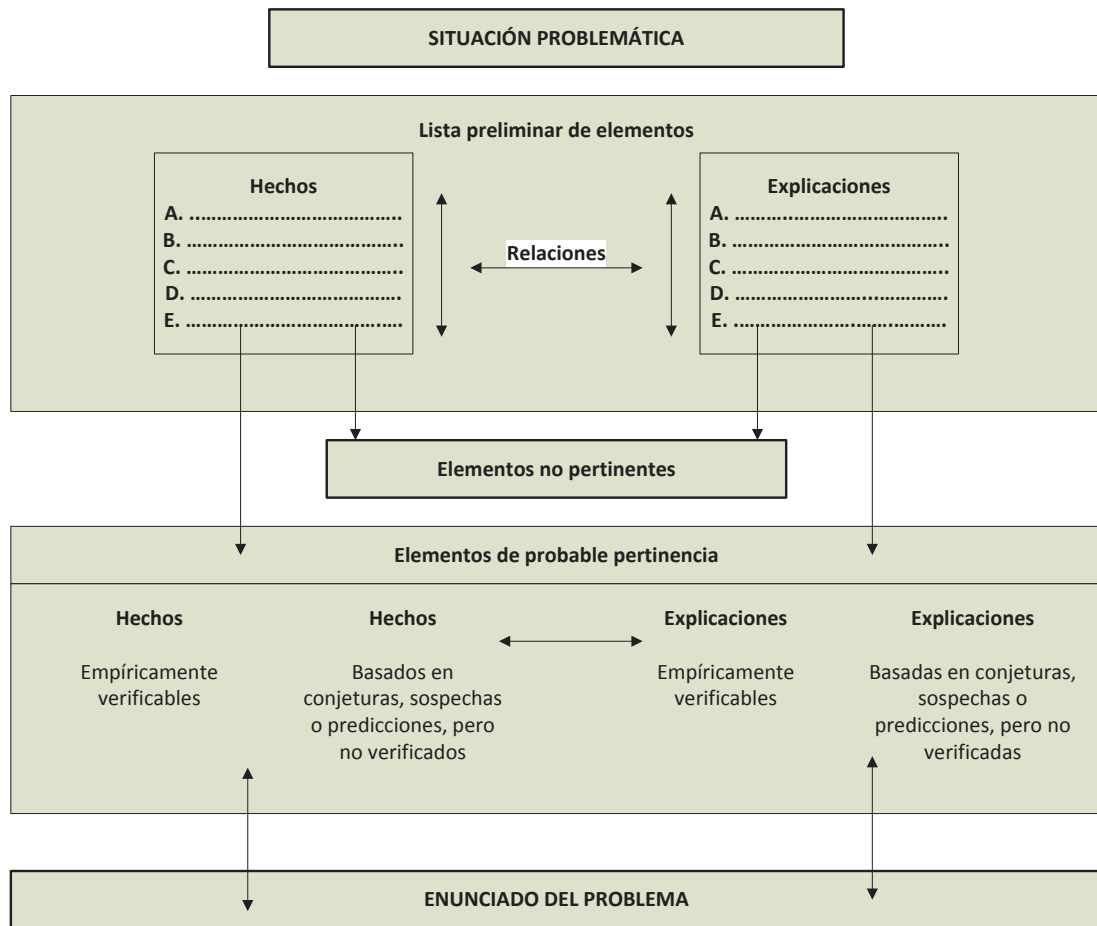 SITUACIÓN PROBLEMÁTICA
Lista preliminar de elementos
Hechos
A. ........................................
B. ........................................
C. ........................................
D. ........................................
E. ........................................
Relaciones
Explicaciones
A. ........................................
B. ........................................
C. ........................................
D. ........................................
E. ........................................
Elementos no pertinentes
Elementos de probable pertinencia
Hechos
Empíricamente
verificables
Hechos
Basados en
conjeturas, sospechas
o predicciones, pero
no verificados
Explicaciones
Empíricamente
verificables
Explicaciones
Basadas en conjeturas,
sospechas o
predicciones, pero no
verificadas
ENUNCIADO DEL PROBLEMA